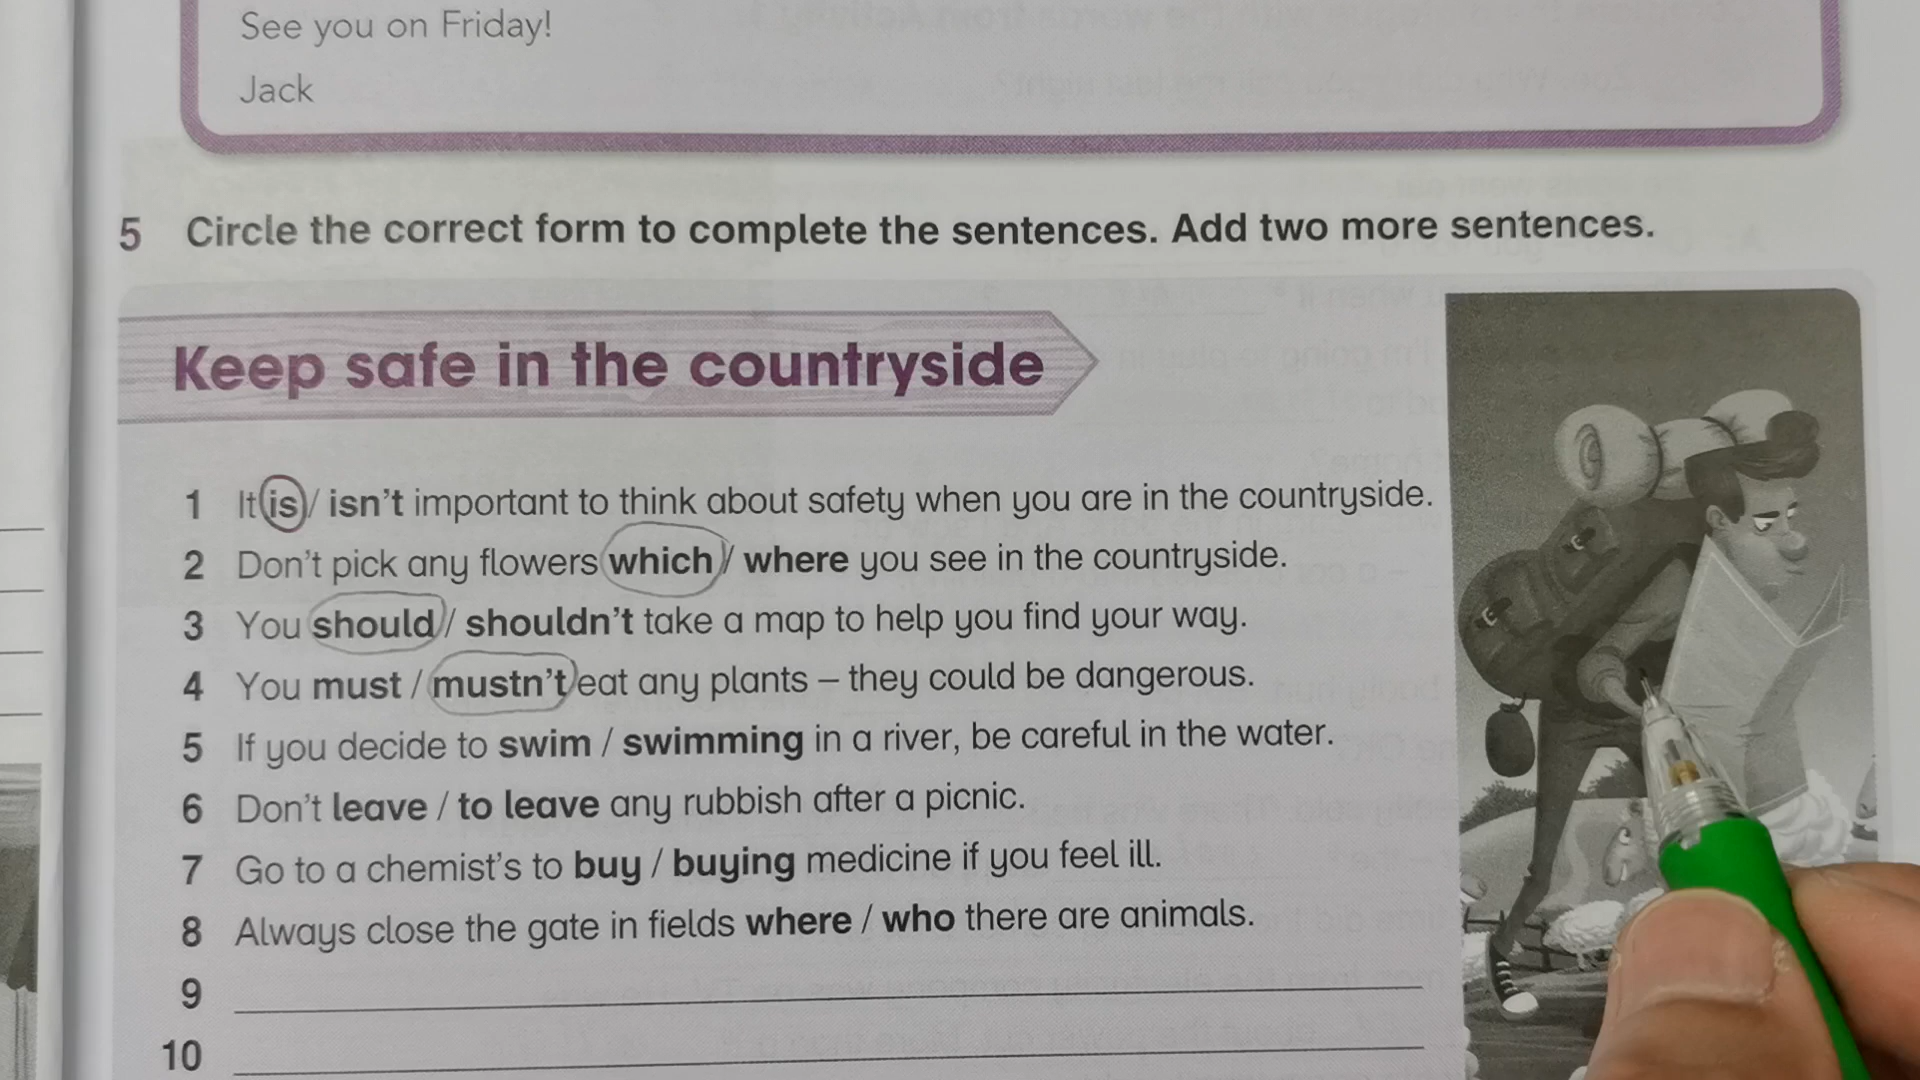 See you on Friday!
Jack
5 Circle the correct form to complete the sentences. Add two more sentences.
Keep safe in the countryside
1 It is / isn't important to think about safety when you are in the countryside.
2 Don't pick any flowers which / where you see in the countryside.
3 You should / shouldn't take a map to help you find your way.
4 You must / mustn't eat any plants – they could be dangerous.
5 If you decide to swim / swimming in a river, be careful in the water.
6 Don't leave / to leave any rubbish after a picnic.
7 Go to a chemist's to buy / buying medicine if you feel ill.
8 Always close the gate in fields where / who there are animals.
9
10